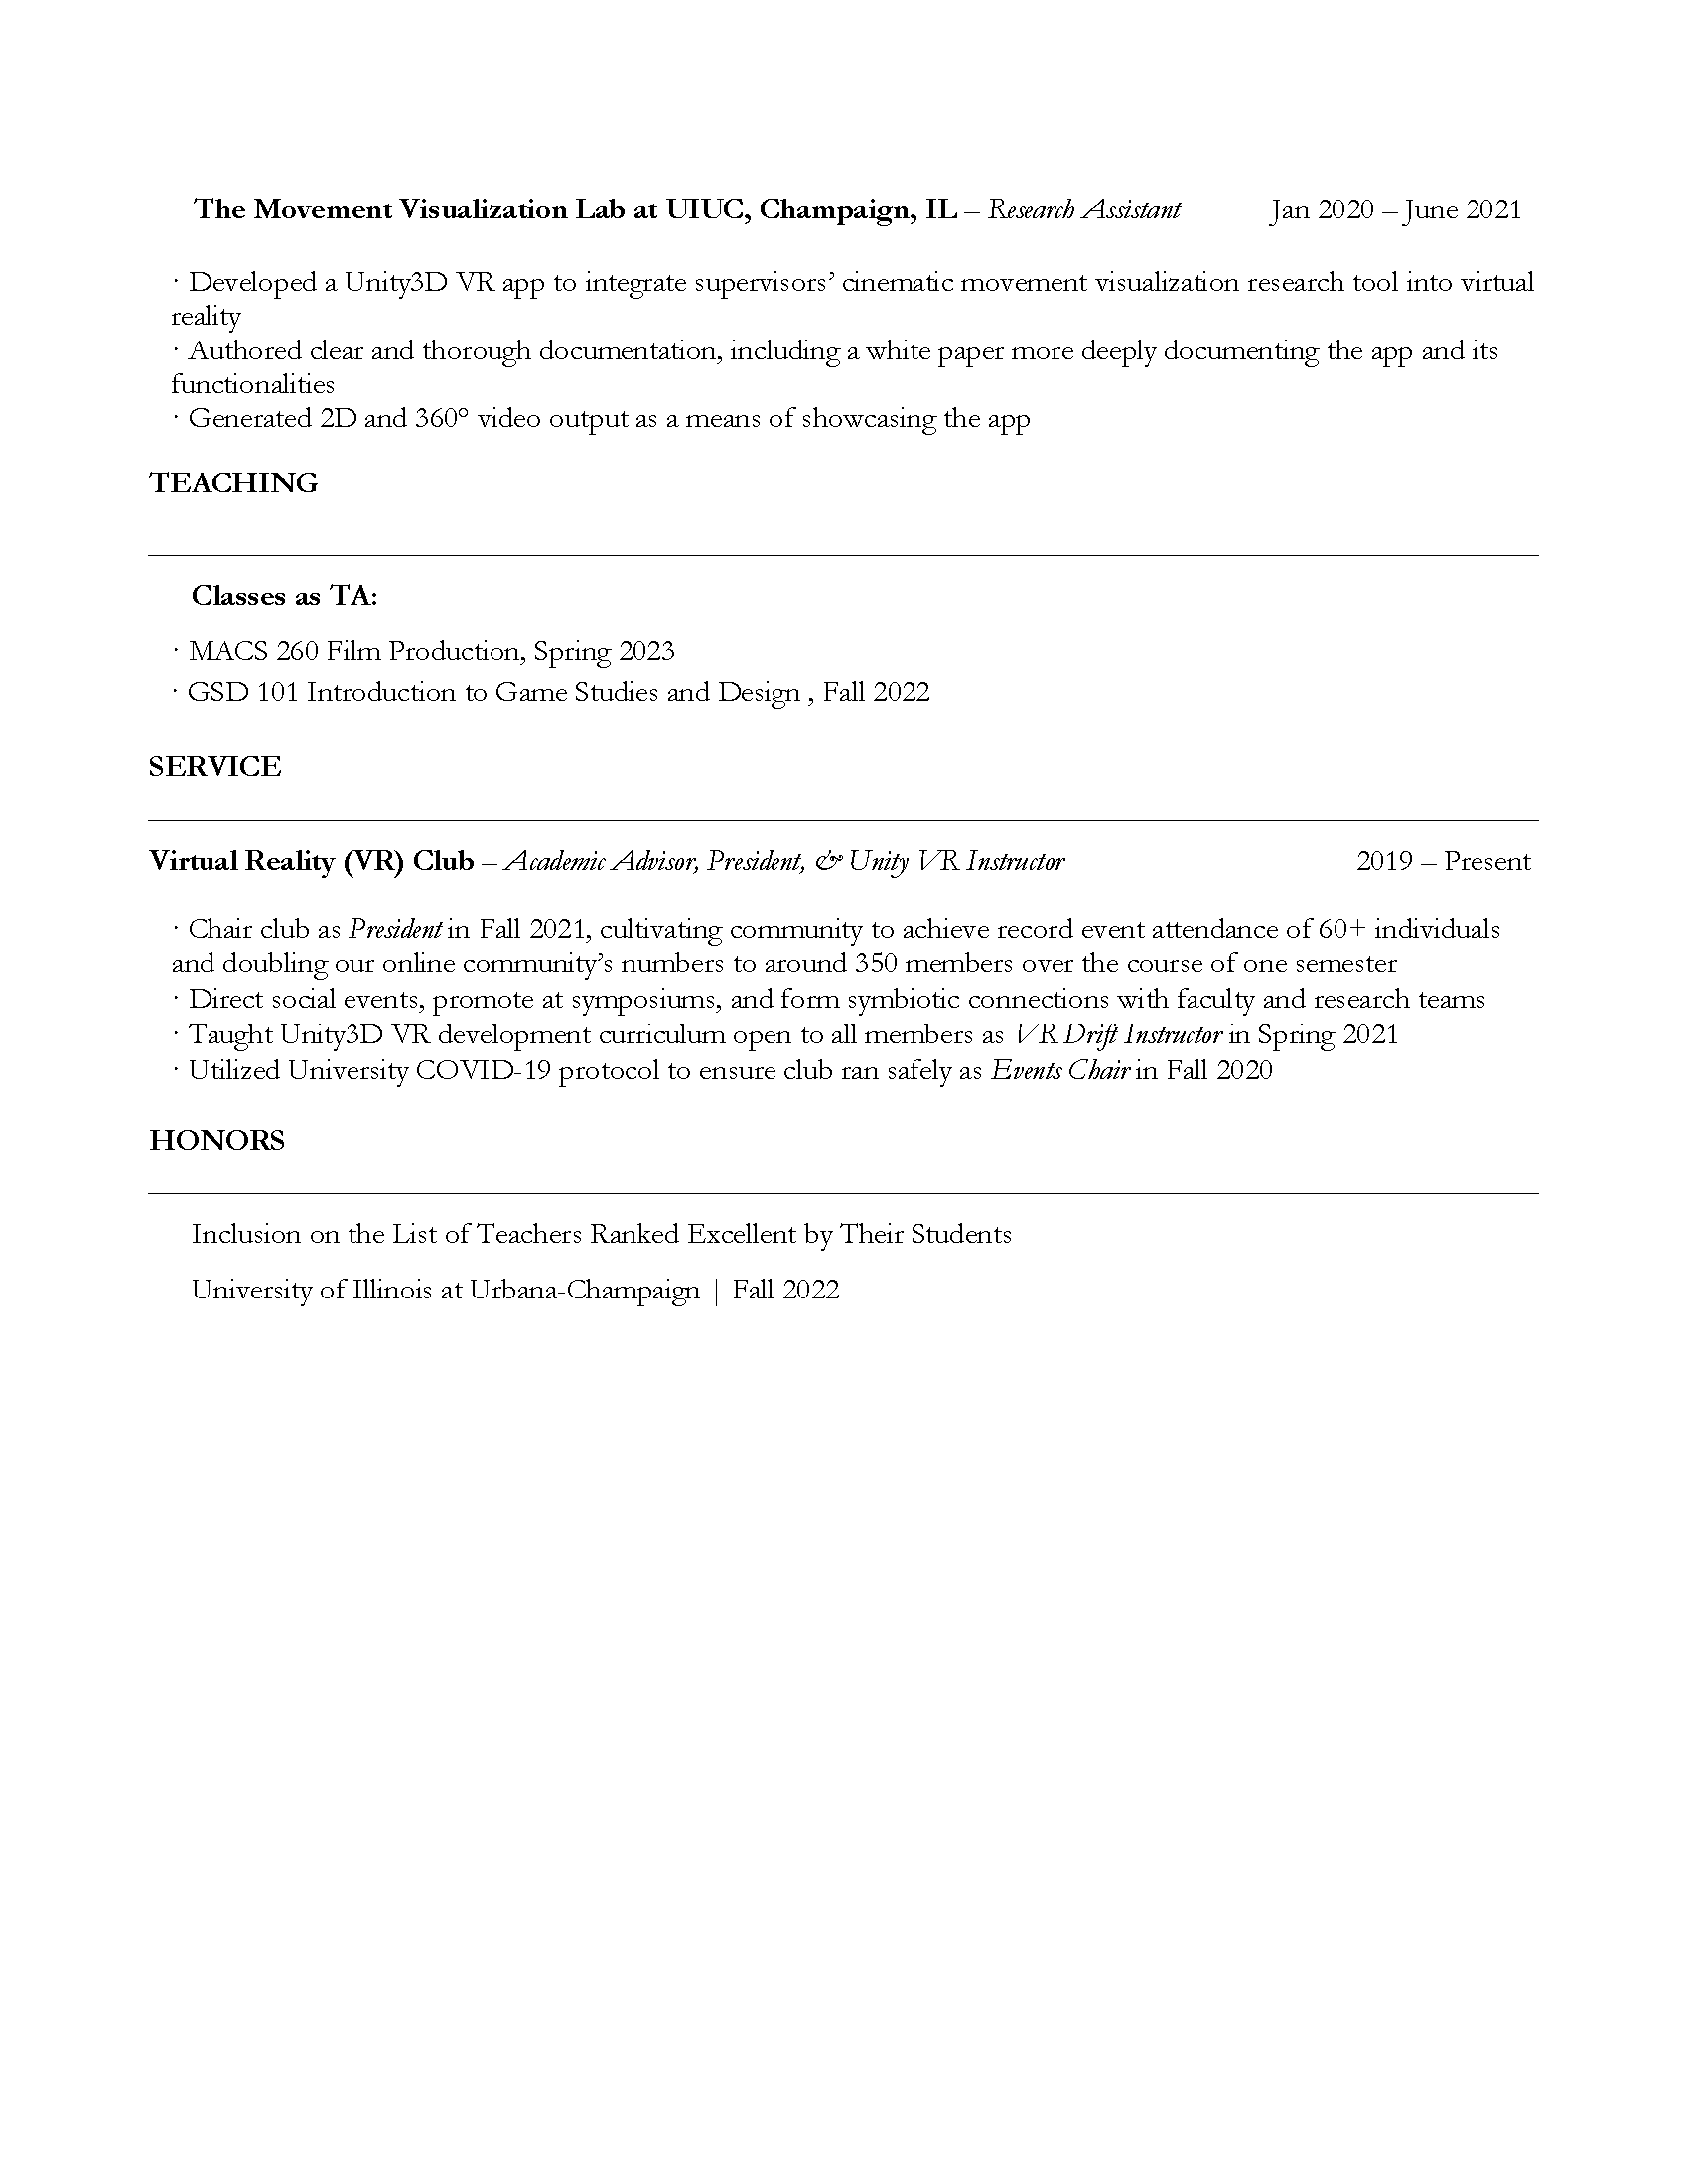 The Movement Visualization Lab at UIUC, Champaign, IL – Research Assistant Jan 2020 – June 2021
· Developed a Unity3D VR app to integrate supervisors’ cinematic movement visualization research tool into virtual
reality
· Authored clear and thorough documentation, including a white paper more deeply documenting the app and its
functionalities
· Generated 2D and 360° video output as a means of showcasing the app
TEACHING
Classes as TA:
· MACS 260 Film Production, Spring 2023
· GSD 101 Introduction to Game Studies and Design , Fall 2022
SERVICE
Virtual Reality (VR) Club – Academic Advisor, President, & Unity VR Instructor 2019 – Present
· Chair club as President in Fall 2021, cultivating community to achieve record event attendance of 60+ individuals
and doubling our online community’s numbers to around 350 members over the course of one semester
· Direct social events, promote at symposiums, and form symbiotic connections with faculty and research teams
· Taught Unity3D VR development curriculum open to all members as VR Drift Instructor in Spring 2021
· Utilized University COVID-19 protocol to ensure club ran safely as Events Chair in Fall 2020
HONORS
Inclusion on the List of Teachers Ranked Excellent by Their Students
University of Illinois at Urbana-Champaign | Fall 2022